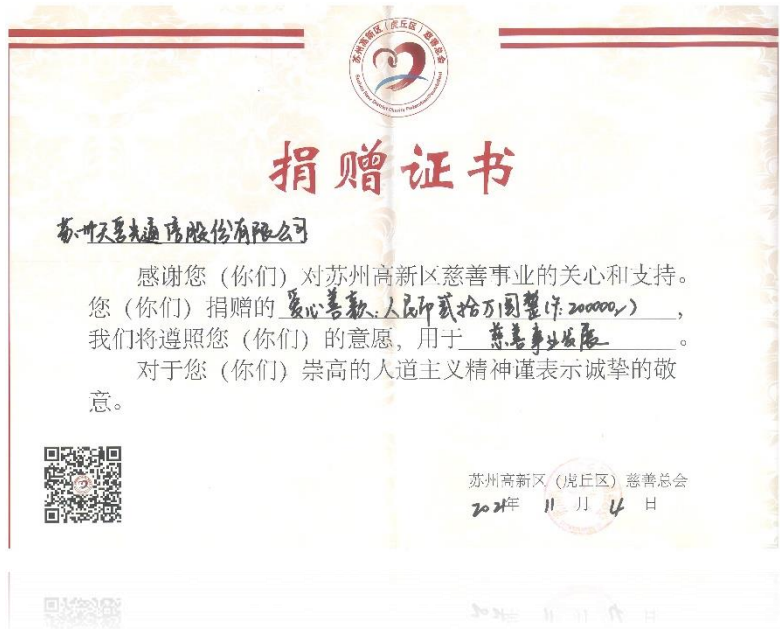 苏州高新区（虎丘区）慈善总会
捐赠证书
苏州天孚光通信股份有限公司
感谢您（你们）对苏州高新区慈善事业的关心和支持。
您（你们）捐赠的 爱心善款:人民币贰拾万圆整(¥:200000/) ，
我们将遵照您（你们）的意愿，用于 慈善事业发展 。
对于您（你们）崇高的人道主义精神谨表示诚挚的敬
意。
苏州高新区（虎丘区）慈善总会
2021年 11 月 4 日